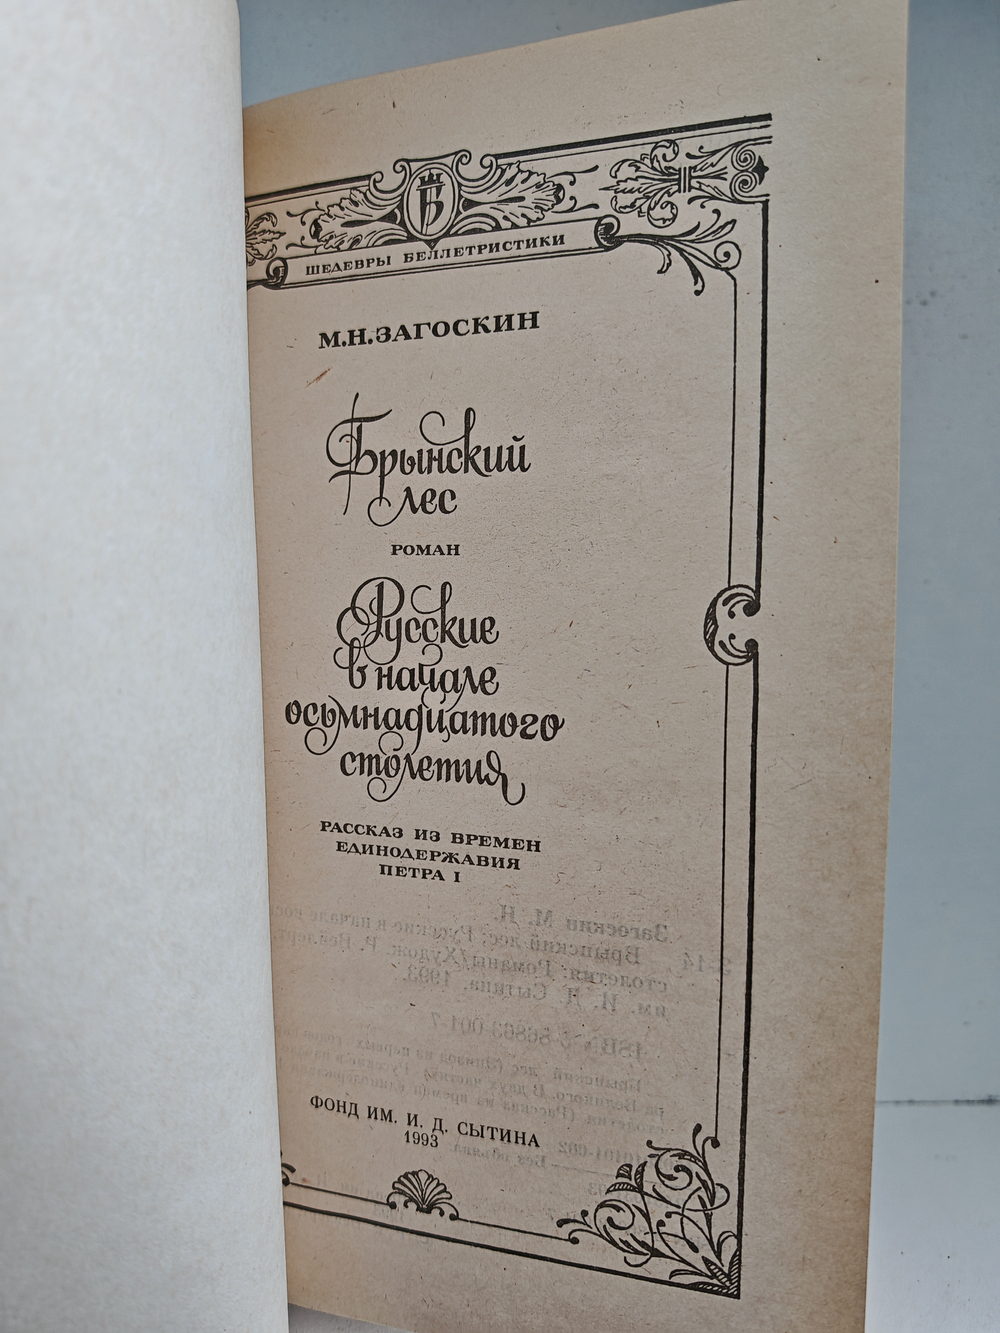 ШЕДЕВРЫ БЕЛЛЕТРИСТИКИ
М.Н.ЗАГОСКИН
Брынский
лес
РОМАН
Русские
в начале
осьмнадцатого
столетия
РАССКАЗ ИЗ ВРЕМЕН
ЕДИНОДЕРЖАВИЯ
ПЕТРА I
ФОНД ИМ. И. Д. СЫТИНА
1993